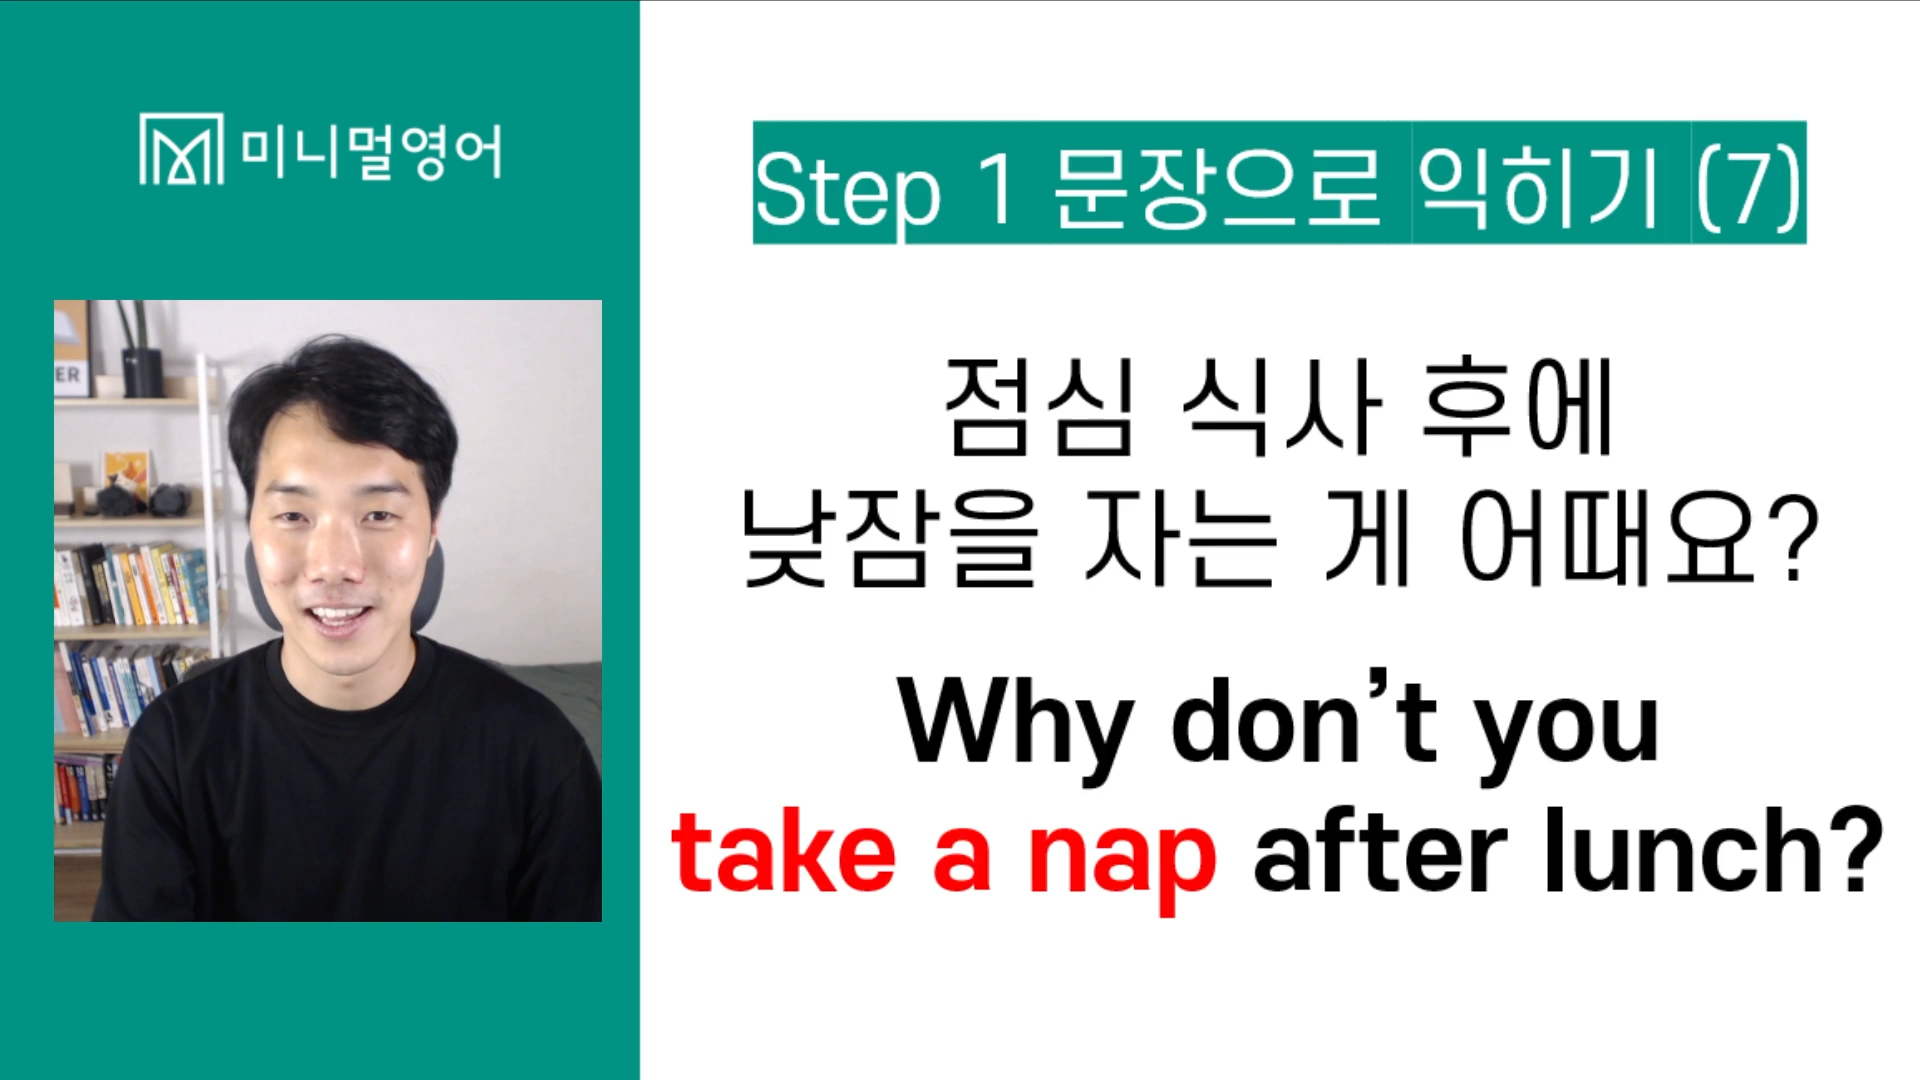 미니멀영어
Step 1 문장으로 익히기 (7)
ER
점심 식사 후에
낮잠을 자는 게 어때요?
Why don’t you
take a nap after lunch?